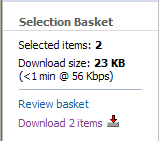 Selection Basket
Selected items: 2
Download size: 23 KB
(<1 min @ 56 Kbps)
Review basket
Download 2 items